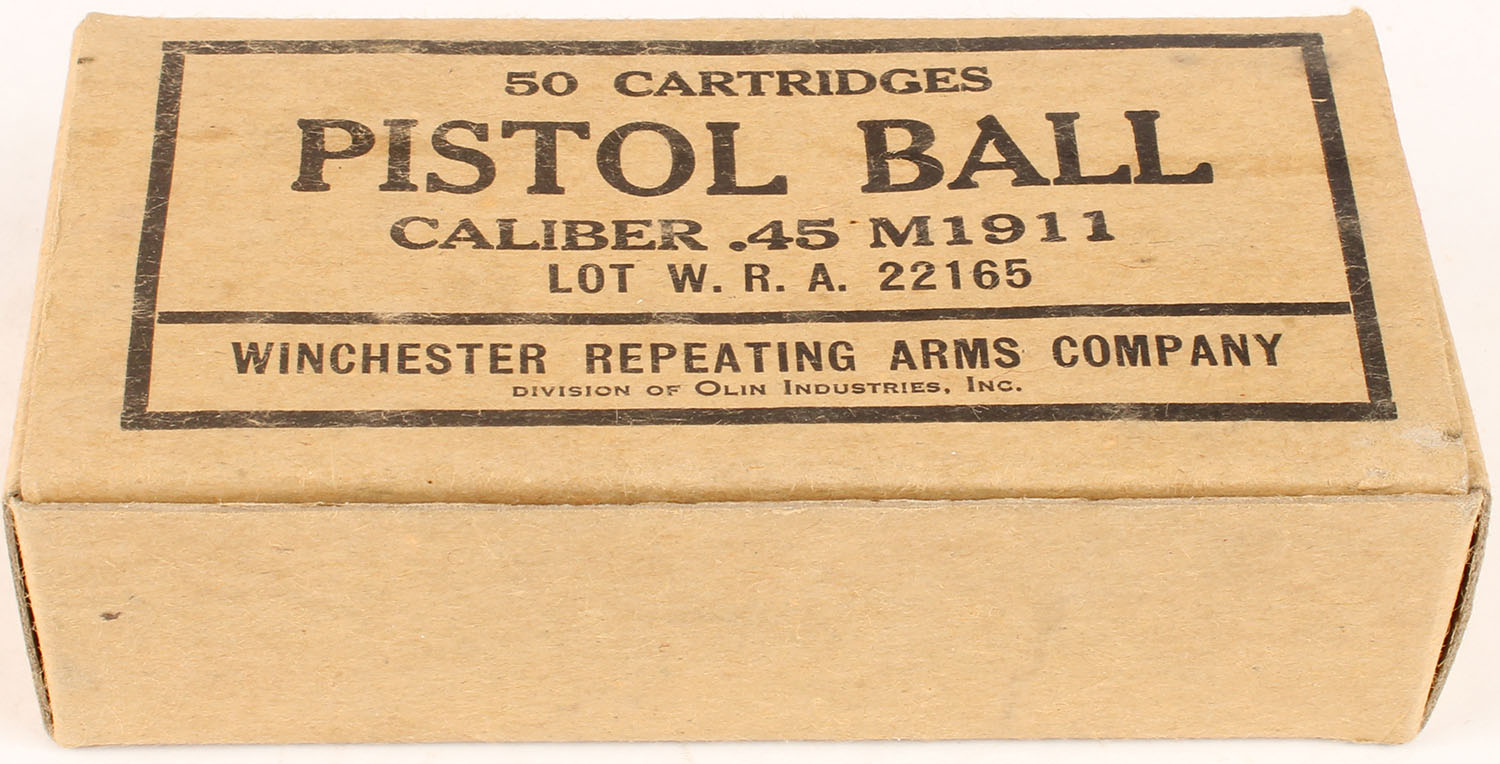 50 CARTRIDGES
PISTOL BALL
CALIBER .45 M1911
LOT W. R. A. 22165
WINCHESTER REPEATING ARMS COMPANY
DIVISION OF OLIN INDUSTRIES, INC.